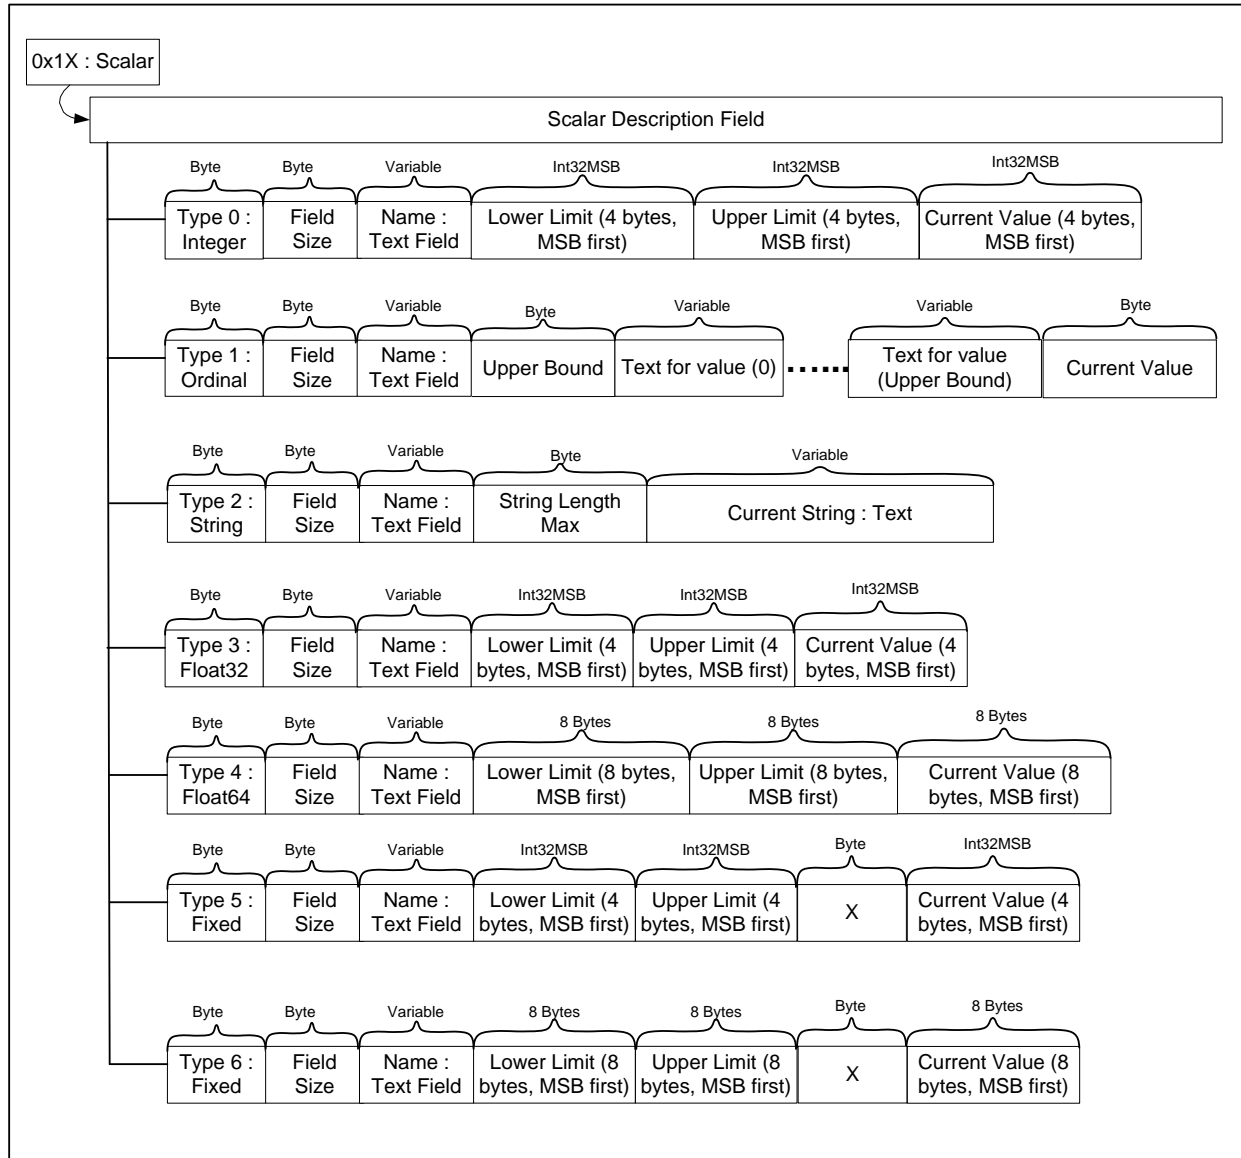 0x1X : Scalar
Scalar Description Field
Byte
Byte
Variable
Int32MSB
Int32MSB
Int32MSB
Type 0 :
Integer
Field
Size
Name :
Text Field
Lower Limit (4 bytes,
MSB first)
Upper Limit (4 bytes,
MSB first)
Current Value (4 bytes,
MSB first)
Byte
Byte
Variable
Byte
Variable
Variable
Byte
Type 1 :
Ordinal
Field
Size
Name :
Text Field
Upper Bound
Text for value (0)
......
Text for value
(Upper Bound)
Current Value
Byte
Byte
Variable
Byte
Variable
Type 2 :
String
Field
Size
Name :
Text Field
String Length
Max
Current String : Text
Byte
Byte
Variable
Int32MSB
Int32MSB
Int32MSB
Type 3 :
Float32
Field
Size
Name :
Text Field
Lower Limit (4
bytes, MSB first)
Upper Limit (4
bytes, MSB first)
Current Value (4
bytes, MSB first)
Byte
Byte
Variable
8 Bytes
8 Bytes
8 Bytes
Type 4 :
Float64
Field
Size
Name :
Text Field
Lower Limit (8 bytes,
MSB first)
Upper Limit (8 bytes,
MSB first)
Current Value (8
bytes, MSB first)
Byte
Byte
Variable
Int32MSB
Int32MSB
Byte
Int32MSB
Type 5 :
Fixed
Field
Size
Name :
Text Field
Lower Limit (4
bytes, MSB first)
Upper Limit (4
bytes, MSB first)
X
Current Value (4
bytes, MSB first)
Byte
Byte
Variable
8 Bytes
8 Bytes
Byte
8 Bytes
Type 6 :
Fixed
Field
Size
Name :
Text Field
Lower Limit (8
bytes, MSB first)
Upper Limit (8
bytes, MSB first)
X
Current Value (8
bytes, MSB first)